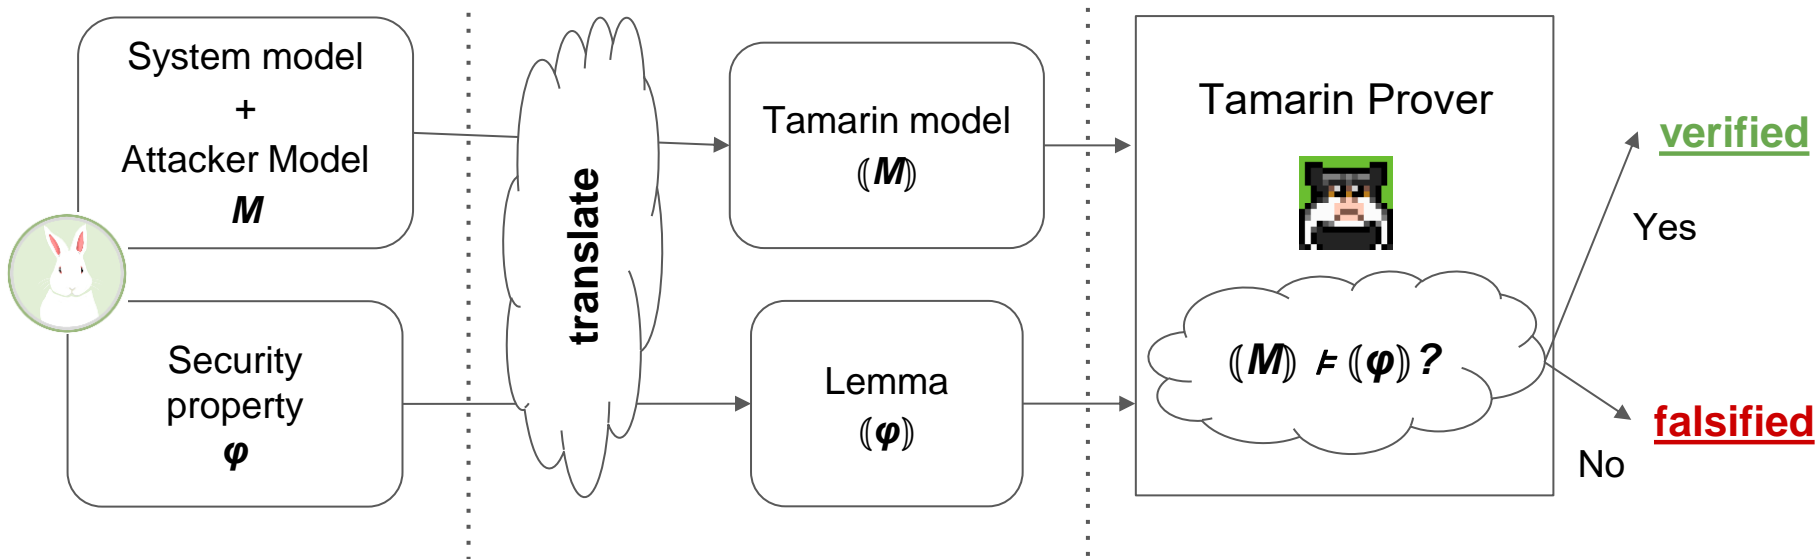 System model
+
Attacker Model
M
Security
property
φ
translate
Tamarin model
⦅M⦆
Lemma
⦅φ⦆
Tamarin Prover
⦅M⦆ ⊧ ⦅φ⦆ ?
verified
Yes
falsified
No